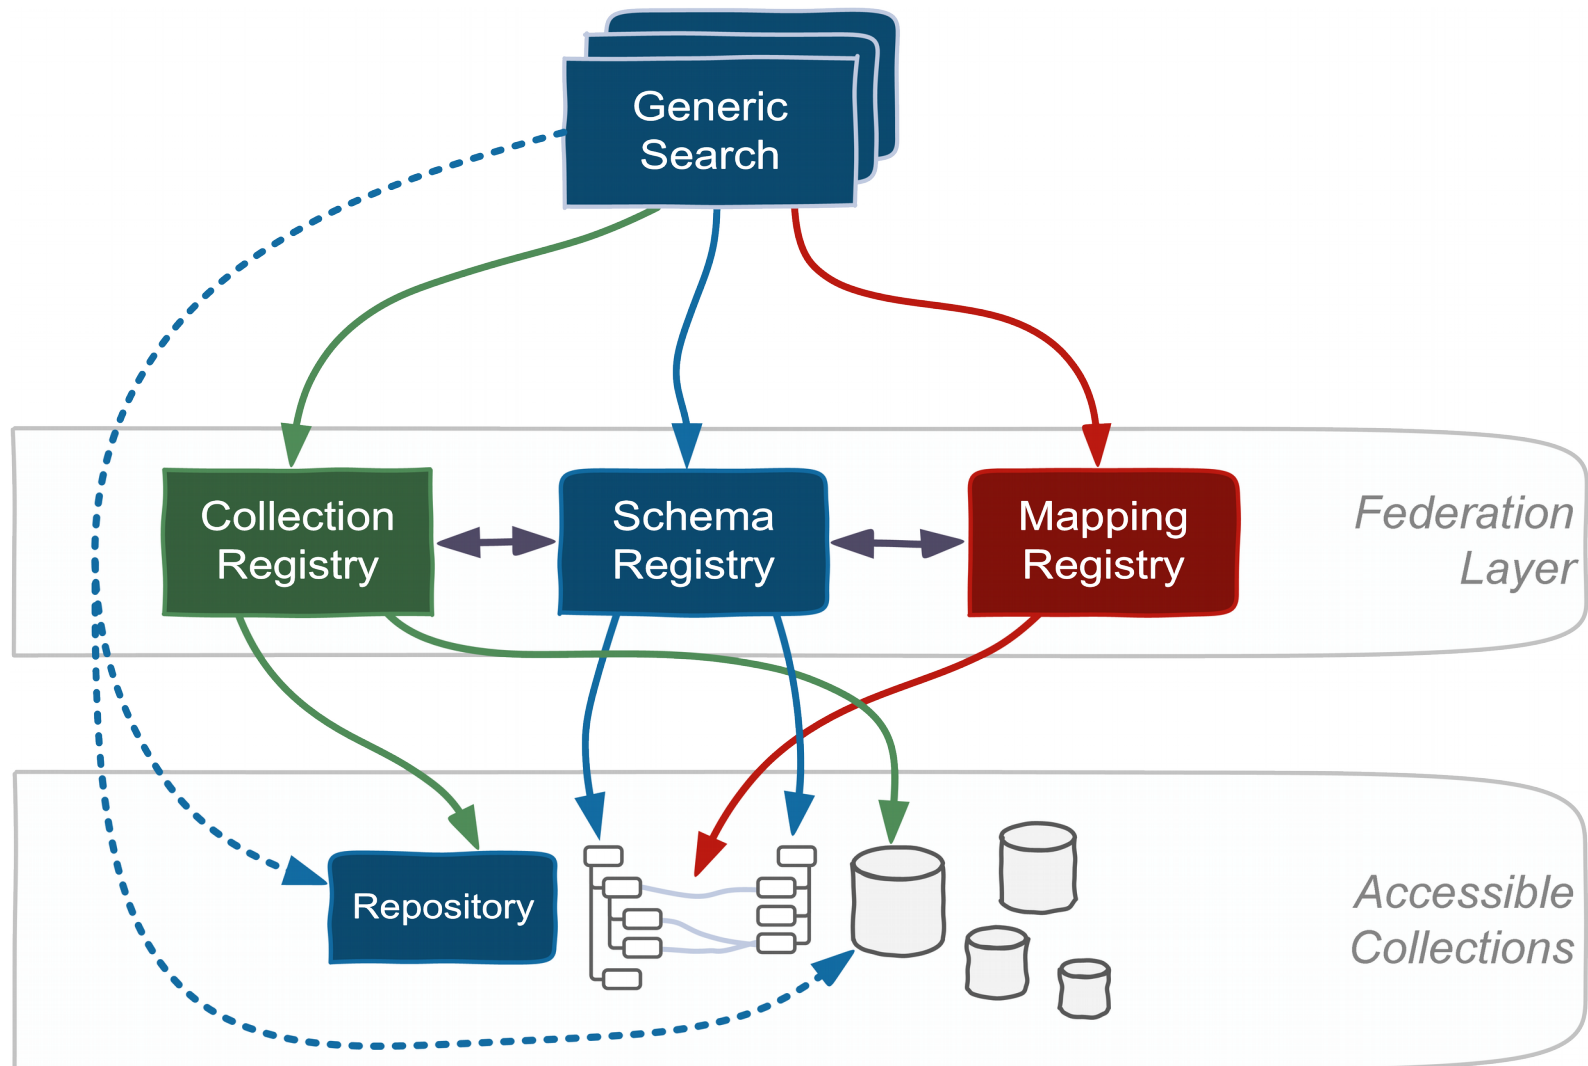 Generic
Search
Collection
Registry
Schema
Registry
Mapping
Registry
Federation
Layer
Repository
Accessible
Collections